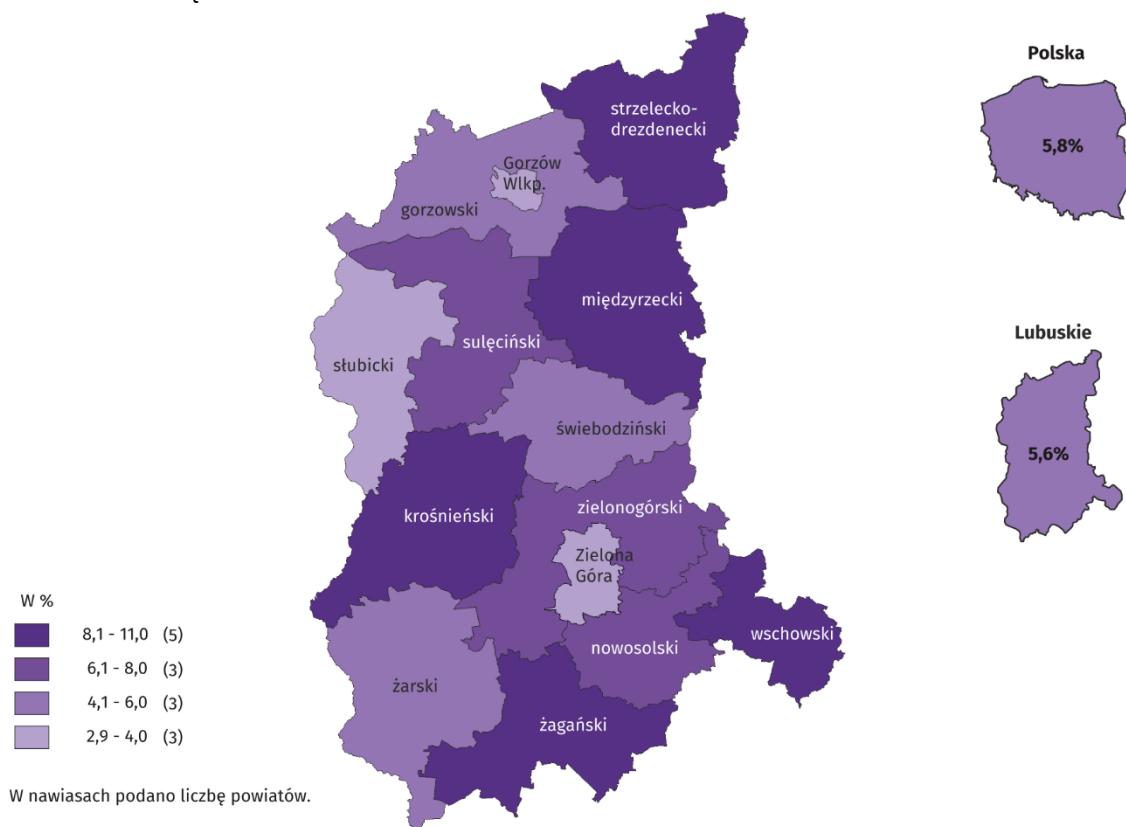 Polska
5,8%
Lubuskie
5,6%
strzelecko-
drezdenecki
Gorzów
Wlkp.
gorzowski
międzyrzecki
sulęciński
słubicki
świebodziński
krośnieński
zielonogórski
Zielona
Góra
wschowski
nowosolski
żarski
żagański
W %
8,1 - 11,0 (5)
6,1 - 8,0 (3)
4,1 - 6,0 (3)
2,9 - 4,0 (3)
W nawiasach podano liczbę powiatów.